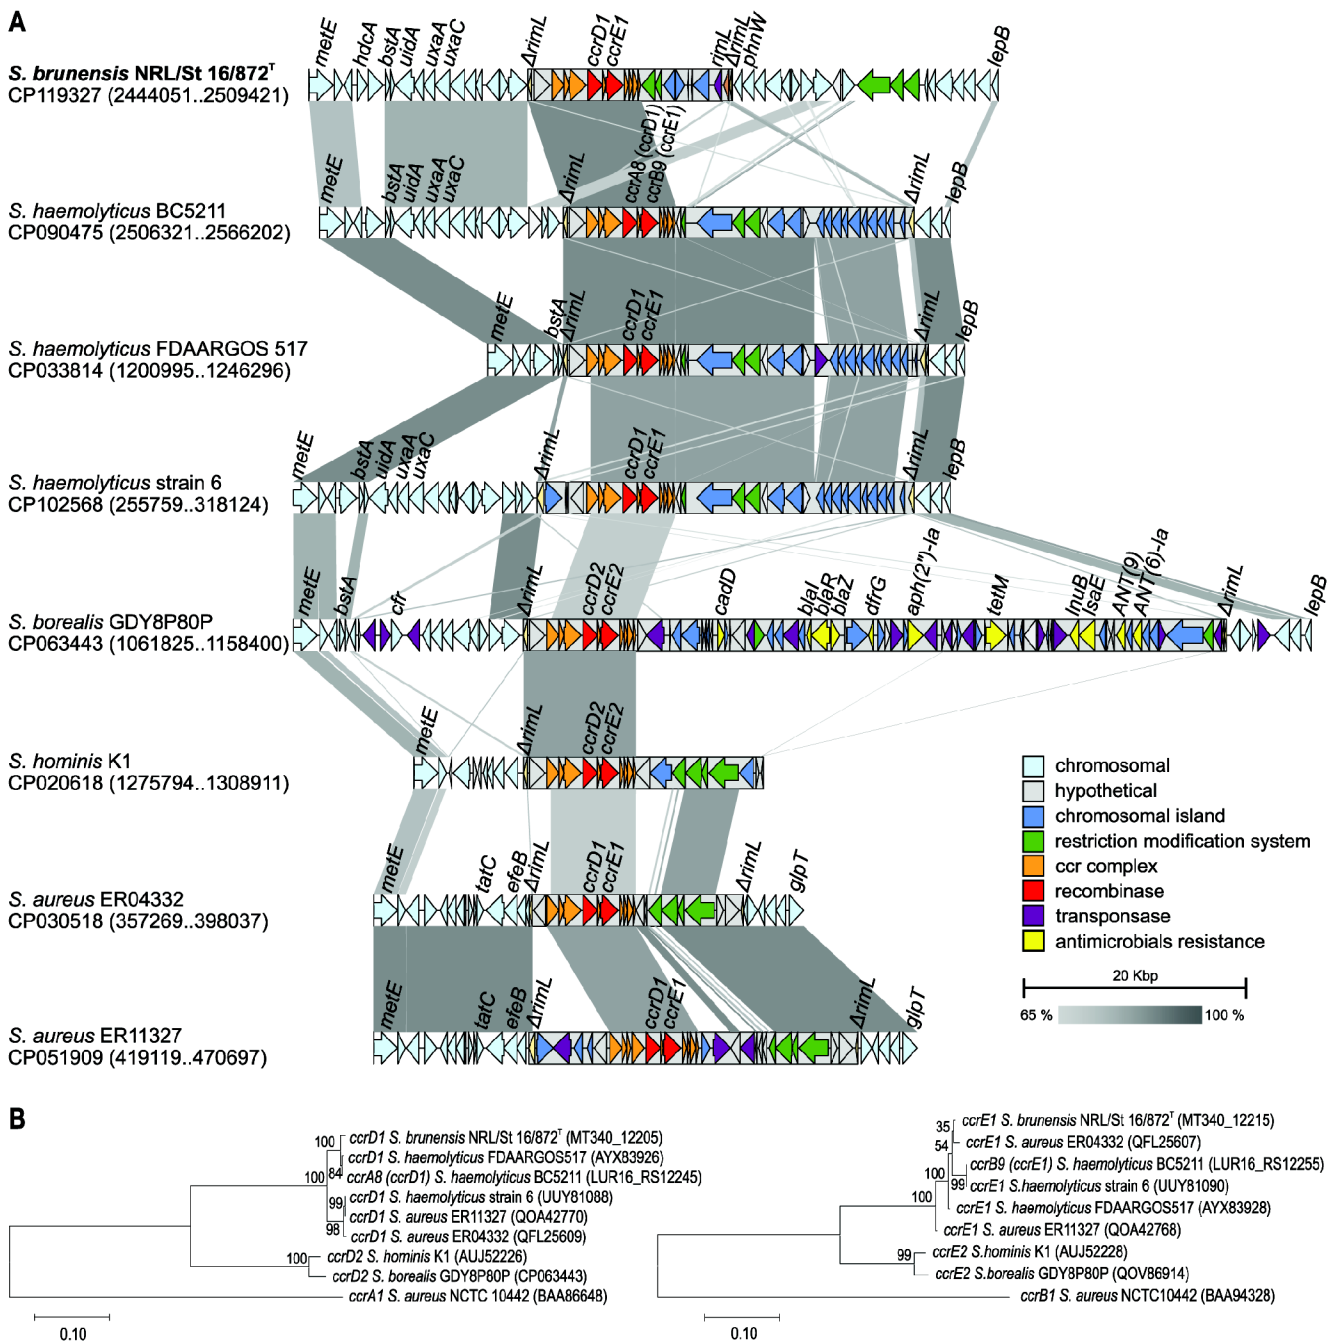 A
metE
hdcA
bstA
uidA
uxaA
uxaC
ΔrimL
ccrD1
ccrE1
rimL
ΔrimL
phnW
lepB
S. brunensis NRL/St 16/872T
CP119327 (2444051..2509421)
metE
bstA
uidA
uxaA
uxaC
ΔrimL
ccrA8 (ccrD1)
ccrB9 (ccrE1)
ΔrimL
lepB
S. haemolyticus BC5211
CP090475 (2506321..2566202)
metE
bstA
ΔrimL
ccrD1
ccrE1
ΔrimL
lepB
S. haemolyticus FDAARGOS 517
CP033814 (1200995..1246296)
metE
bstA
uidA
uxaA
uxaC
ΔrimL
ccrD1
ccrE1
ΔrimL
lepB
S. haemolyticus strain 6
CP102568 (255759..318124)
metE
bstA
cfr
ΔrimL
ccrD2
ccrE2
cadD
blaI
blaR
blaZ
dfrG
aph(2")-Ia
tetM
lnuB
lsaE
ANT(9)
ANT(6)-Ia
ΔrimL
lepB
S. borealis GDY8P80P
CP063443 (1061825..1158400)
metE
ΔrimL
ccrD2
ccrE2
S. hominis K1
CP020618 (1275794..1308911)
metE
tatC
efeB
ΔrimL
ccrD1
ccrE1
ΔrimL
glpT
S. aureus ER04332
CP030518 (357269..398037)
metE
tatC
efeB
ΔrimL
ccrD1
ccrE1
ΔrimL
glpT
S. aureus ER11327
CP051909 (419119..470697)
chromosomal
hypothetical
chromosomal island
restriction modification system
ccr complex
recombinase
transponsase
antimicrobials resistance
20 Kbp
65 % 100 %
B
100
100
84
99
98
100
ccrD1 S. brunensis NRL/St 16/872T (MT340_12205)
ccrD1 S. haemolyticus FDAARGOS517 (AYX83926)
ccrA8 (ccrD1) S. haemolyticus BC5211 (LUR16_RS12245)
ccrD1 S. haemolyticus strain 6 (UUY81088)
ccrD1 S. aureus ER11327 (QOA42770)
ccrD1 S. aureus ER04332 (QFL25609)
ccrD2 S. hominis K1 (AUJ52226)
ccrD2 S. borealis GDY8P80P (CP063443)
ccrA1 S. aureus NCTC 10442 (BAA86648)
0.10
35
54
100
99
100
99
ccrE1 S. brunensis NRL/St 16/872T (MT340_12215)
ccrE1 S. aureus ER04332 (QFL25607)
ccrB9 (ccrE1) S. haemolyticus BC5211 (LUR16_RS12255)
ccrE1 S.haemolyticus strain 6 (UUY81090)
ccrE1 S. haemolyticus FDAARGOS517 (AYX83928)
ccrE1 S. aureus ER11327 (QOA42768)
ccrE2 S.hominis K1 (AUJ52228)
ccrE2 S.borealis GDY8P80P (QOV86914)
ccrB1 S. aureus NCTC10442 (BAA94328)
0.10